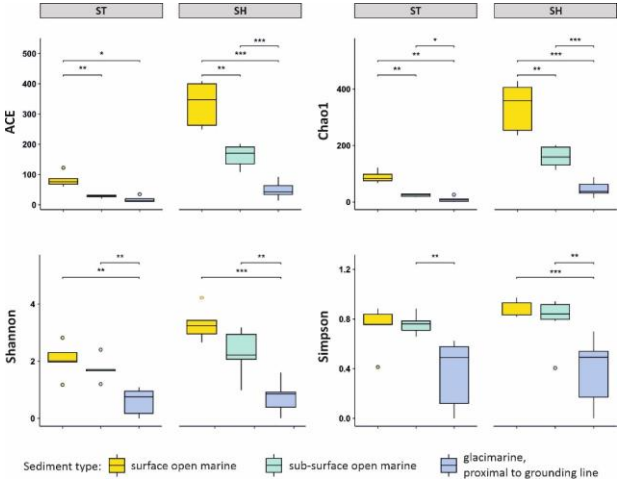 ST SH ST SH
*** ***
* *** ** ***
** ** * ** **
500
400
300
200
100
0
ACE
400
200
0
Chao1
** ** ** **
** *** ***
4
2
0
Shannon
1.2
0.8
0.4
0.0
Simpson
Sediment type: surface open marine sub-surface open marine glacimarine,
proximal to grounding line